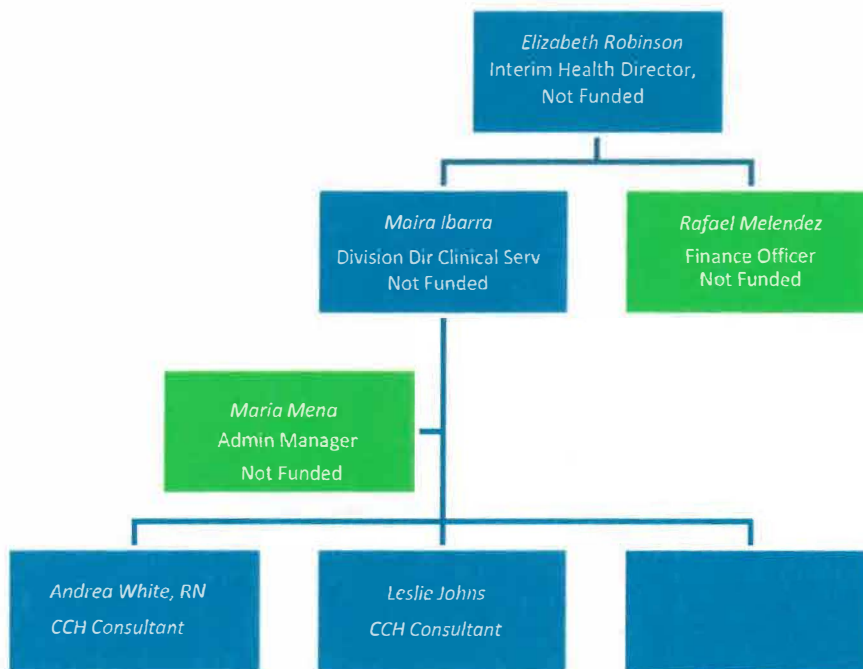 Elizabeth Robinson
Interim Health Director,
Not Funded
Maira Ibarra
Division Dir Clinical Serv
Not Funded
Rafael Melendez
Finance Officer
Not Funded
Maria Mena
Admin Manager
Not Funded
Andrea White, RN
CCH Consultant
Leslie Johns
CCH Consultant